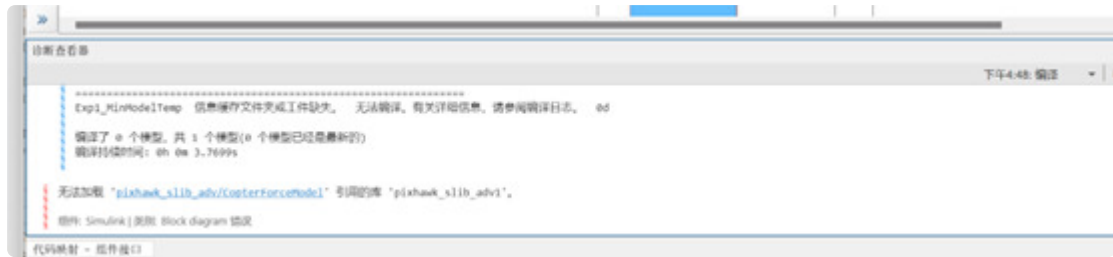 诊断查看器
下午4:48: 编译
==================================================================
Exp1_MinModelTemp 信息缓存文件夹或工件缺失。 无法编译。有关详细信息，请参阅编译日志。 0d
编译了 0 个模型，共 1 个模型(0 个模型已经是最新的)
编译持续时间: 0h 0m 3.7699s
无法加载 'pixhawk_slib_adv/CopterForceModel' 引用的库 'pixhawk_slib_adv1'。
组件: Simulink | 类别: Block diagram 错误
代码映射 - 组件接口